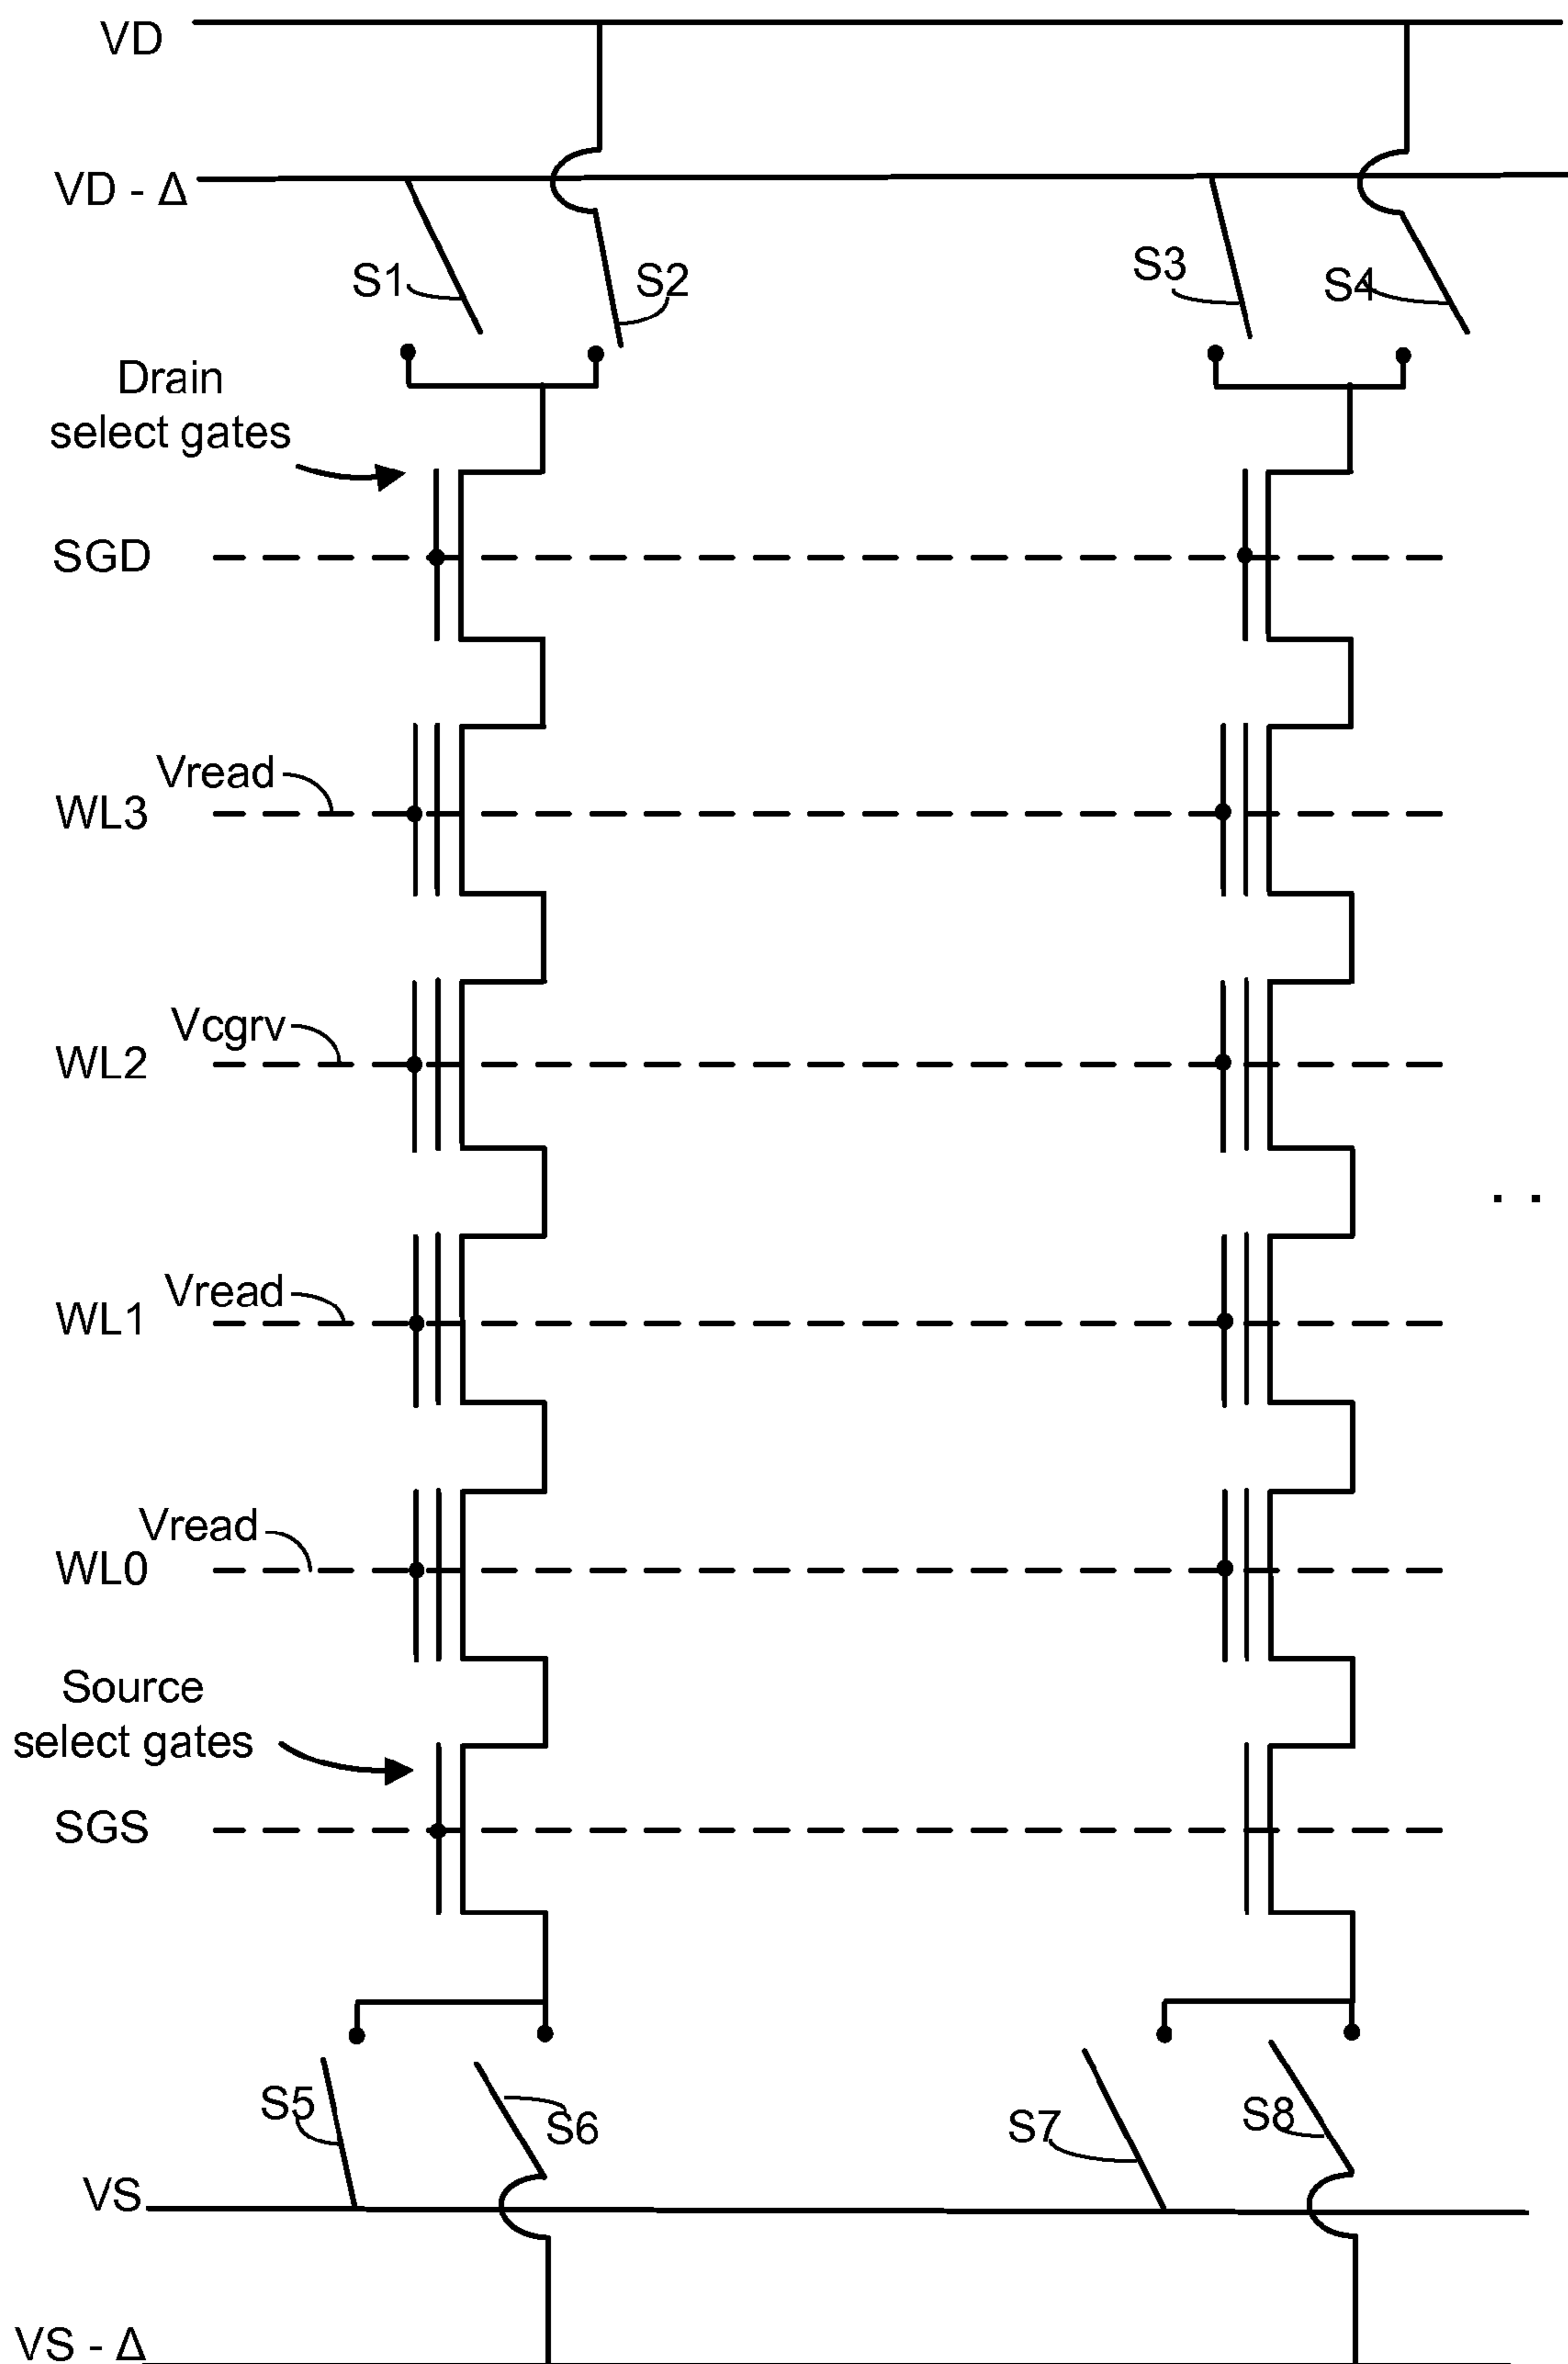 VD
VD - Δ
S1
S2
S3
S4
Drain
select gates
SGD
Vread
WL3
Vcgrv
WL2
. .
Vread
WL1
Vread
WL0
Source
select gates
SGS
S5
S6
S7
S8
VS
VS - Δ